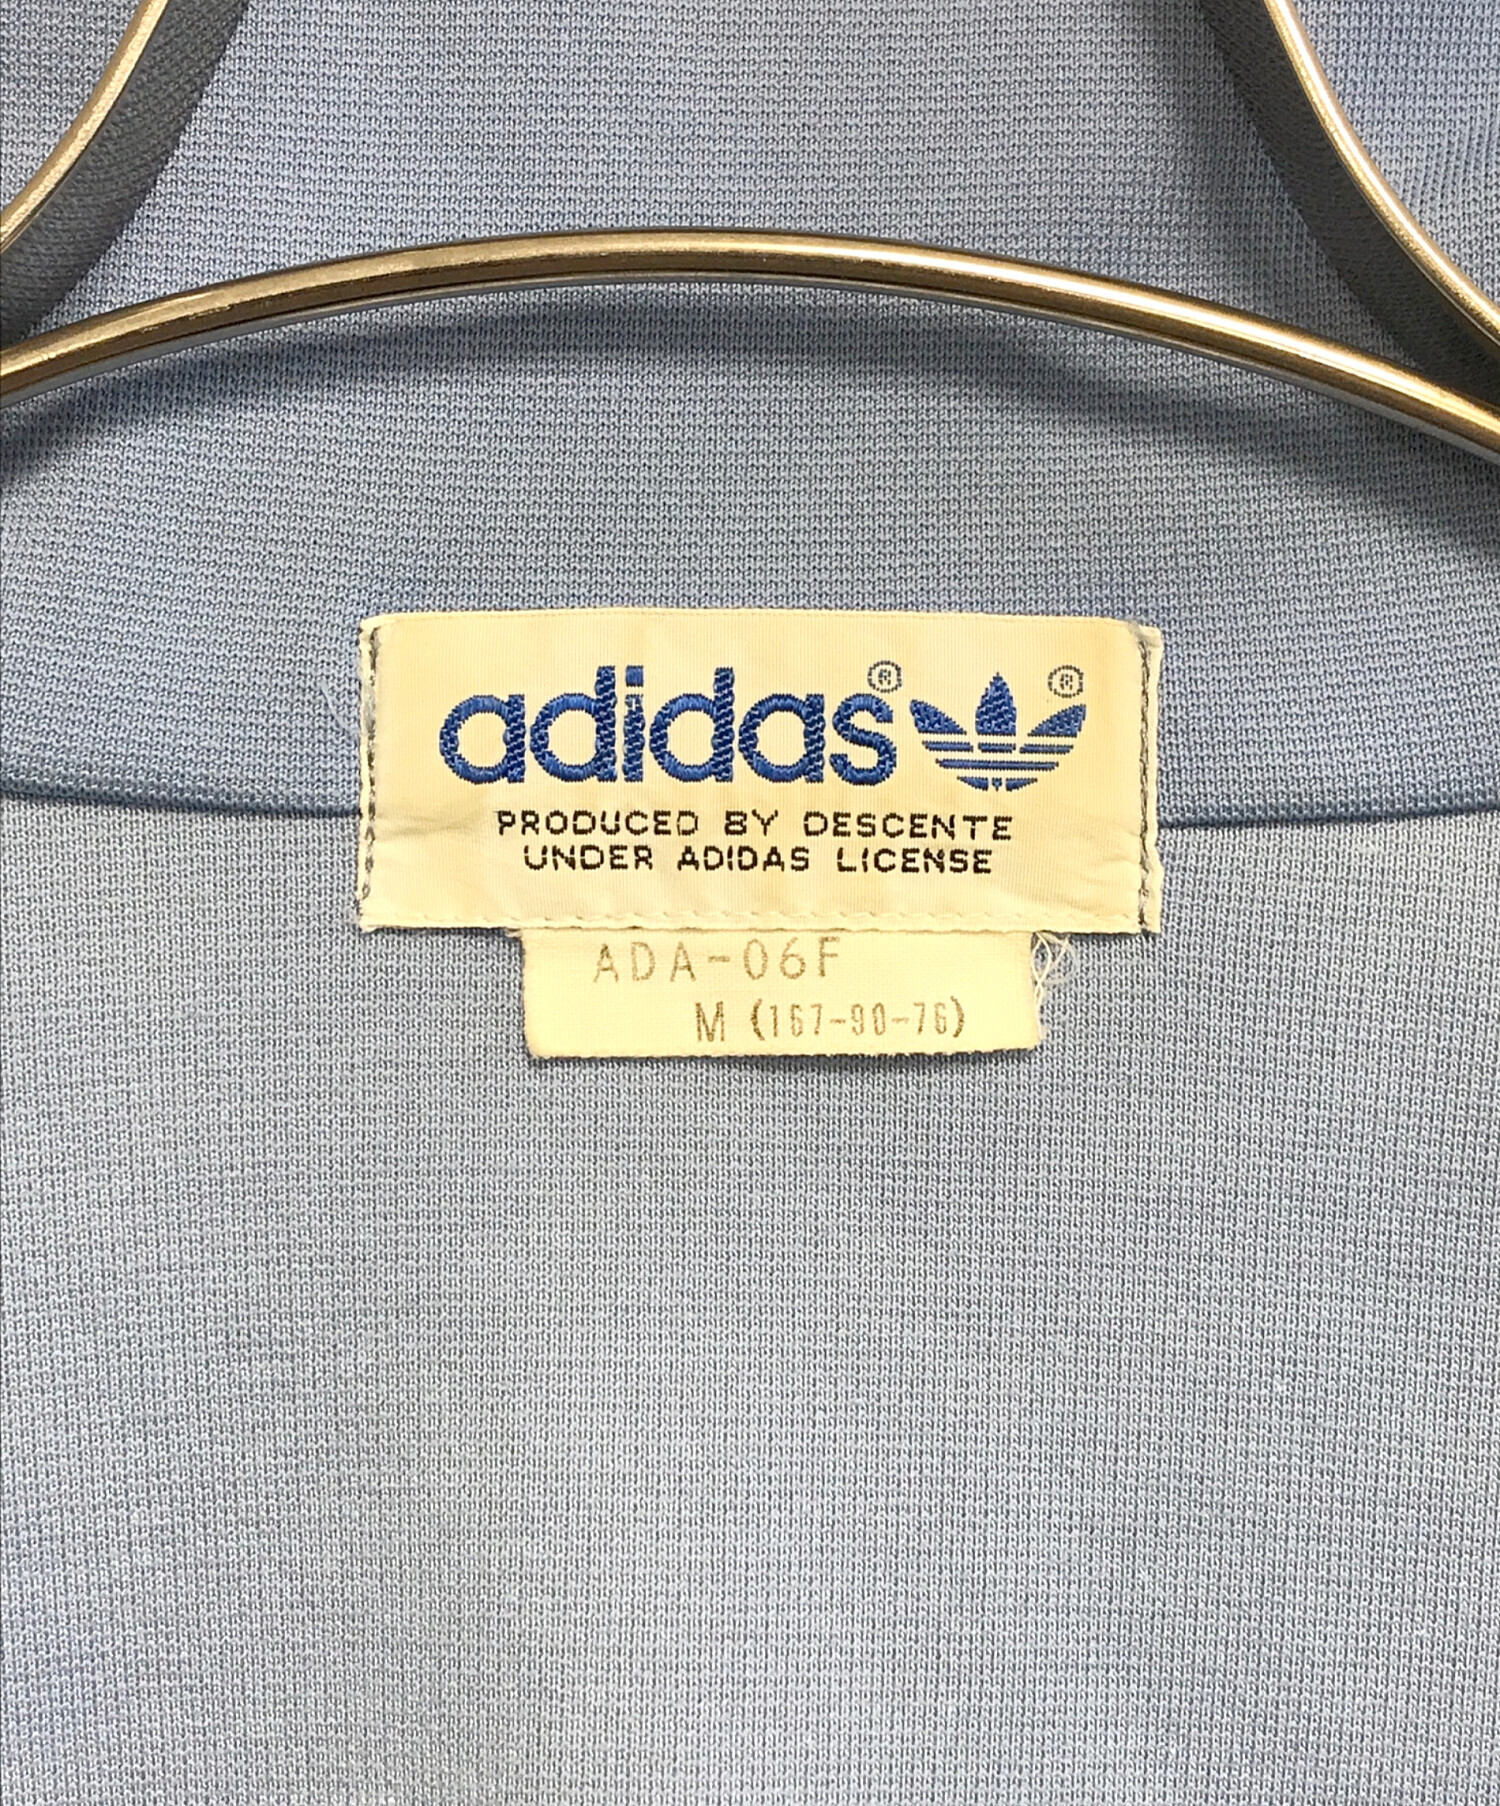 adidas®
®
PRODUCED BY DESCENTE
UNDER ADIDAS LICENSE
ADA-06F
M (167-90-76)